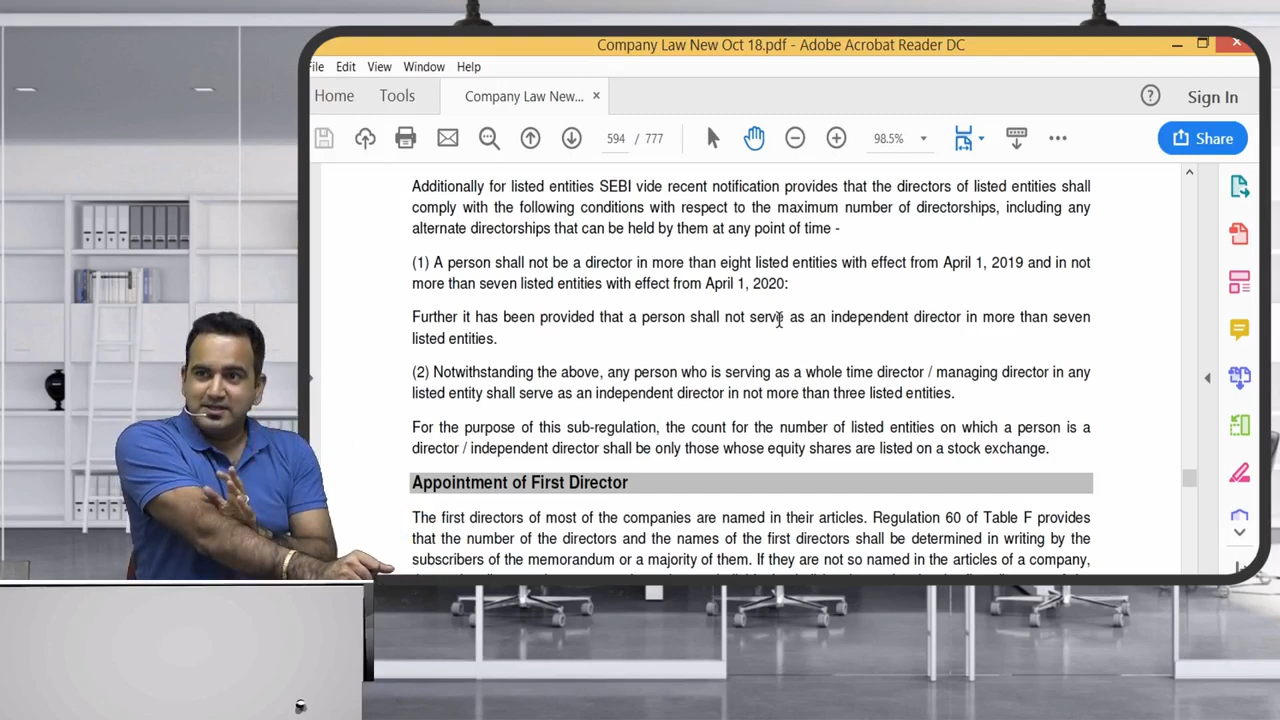 Company Law New Oct 18.pdf - Adobe Acrobat Reader DC
File Edit View Window Help
Home Tools Company Law New... × Sign In
594 / 777 98.5% Share
Additionally for listed entities SEBI vide recent notification provides that the directors of listed entities shall
comply with the following conditions with respect to the maximum number of directorships, including any
alternate directorships that can be held by them at any point of time -
(1) A person shall not be a director in more than eight listed entities with effect from April 1, 2019 and in not
more than seven listed entities with effect from April 1, 2020:
Further it has been provided that a person shall not serve as an independent director in more than seven
listed entities.
(2) Notwithstanding the above, any person who is serving as a whole time director / managing director in any
listed entity shall serve as an independent director in not more than three listed entities.
For the purpose of this sub-regulation, the count for the number of listed entities on which a person is a
director / independent director shall be only those whose equity shares are listed on a stock exchange.
Appointment of First Director
The first directors of most of the companies are named in their articles. Regulation 60 of Table F provides
that the number of the directors and the names of the first directors shall be determined in writing by the
subscribers of the memorandum or a majority of them. If they are not so named in the articles of a company,